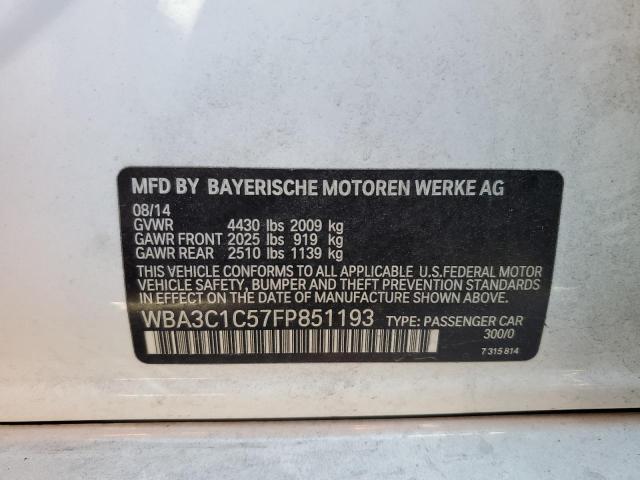 MFD BY BAYERISCHE MOTOREN WERKE AG
08/14
GVWR 4430 lbs 2009 kg
GAWR FRONT 2025 lbs 919 kg
GAWR REAR 2510 lbs 1139 kg
THIS VEHICLE CONFORMS TO ALL APPLICABLE U.S.FEDERAL MOTOR
VEHICLE SAFETY, BUMPER AND THEFT PREVENTION STANDARDS
IN EFFECT ON THE DATE OF MANUFACTURE SHOWN ABOVE.
WBA3C1C57FP851193 TYPE: PASSENGER CAR
300/0
7 315 814